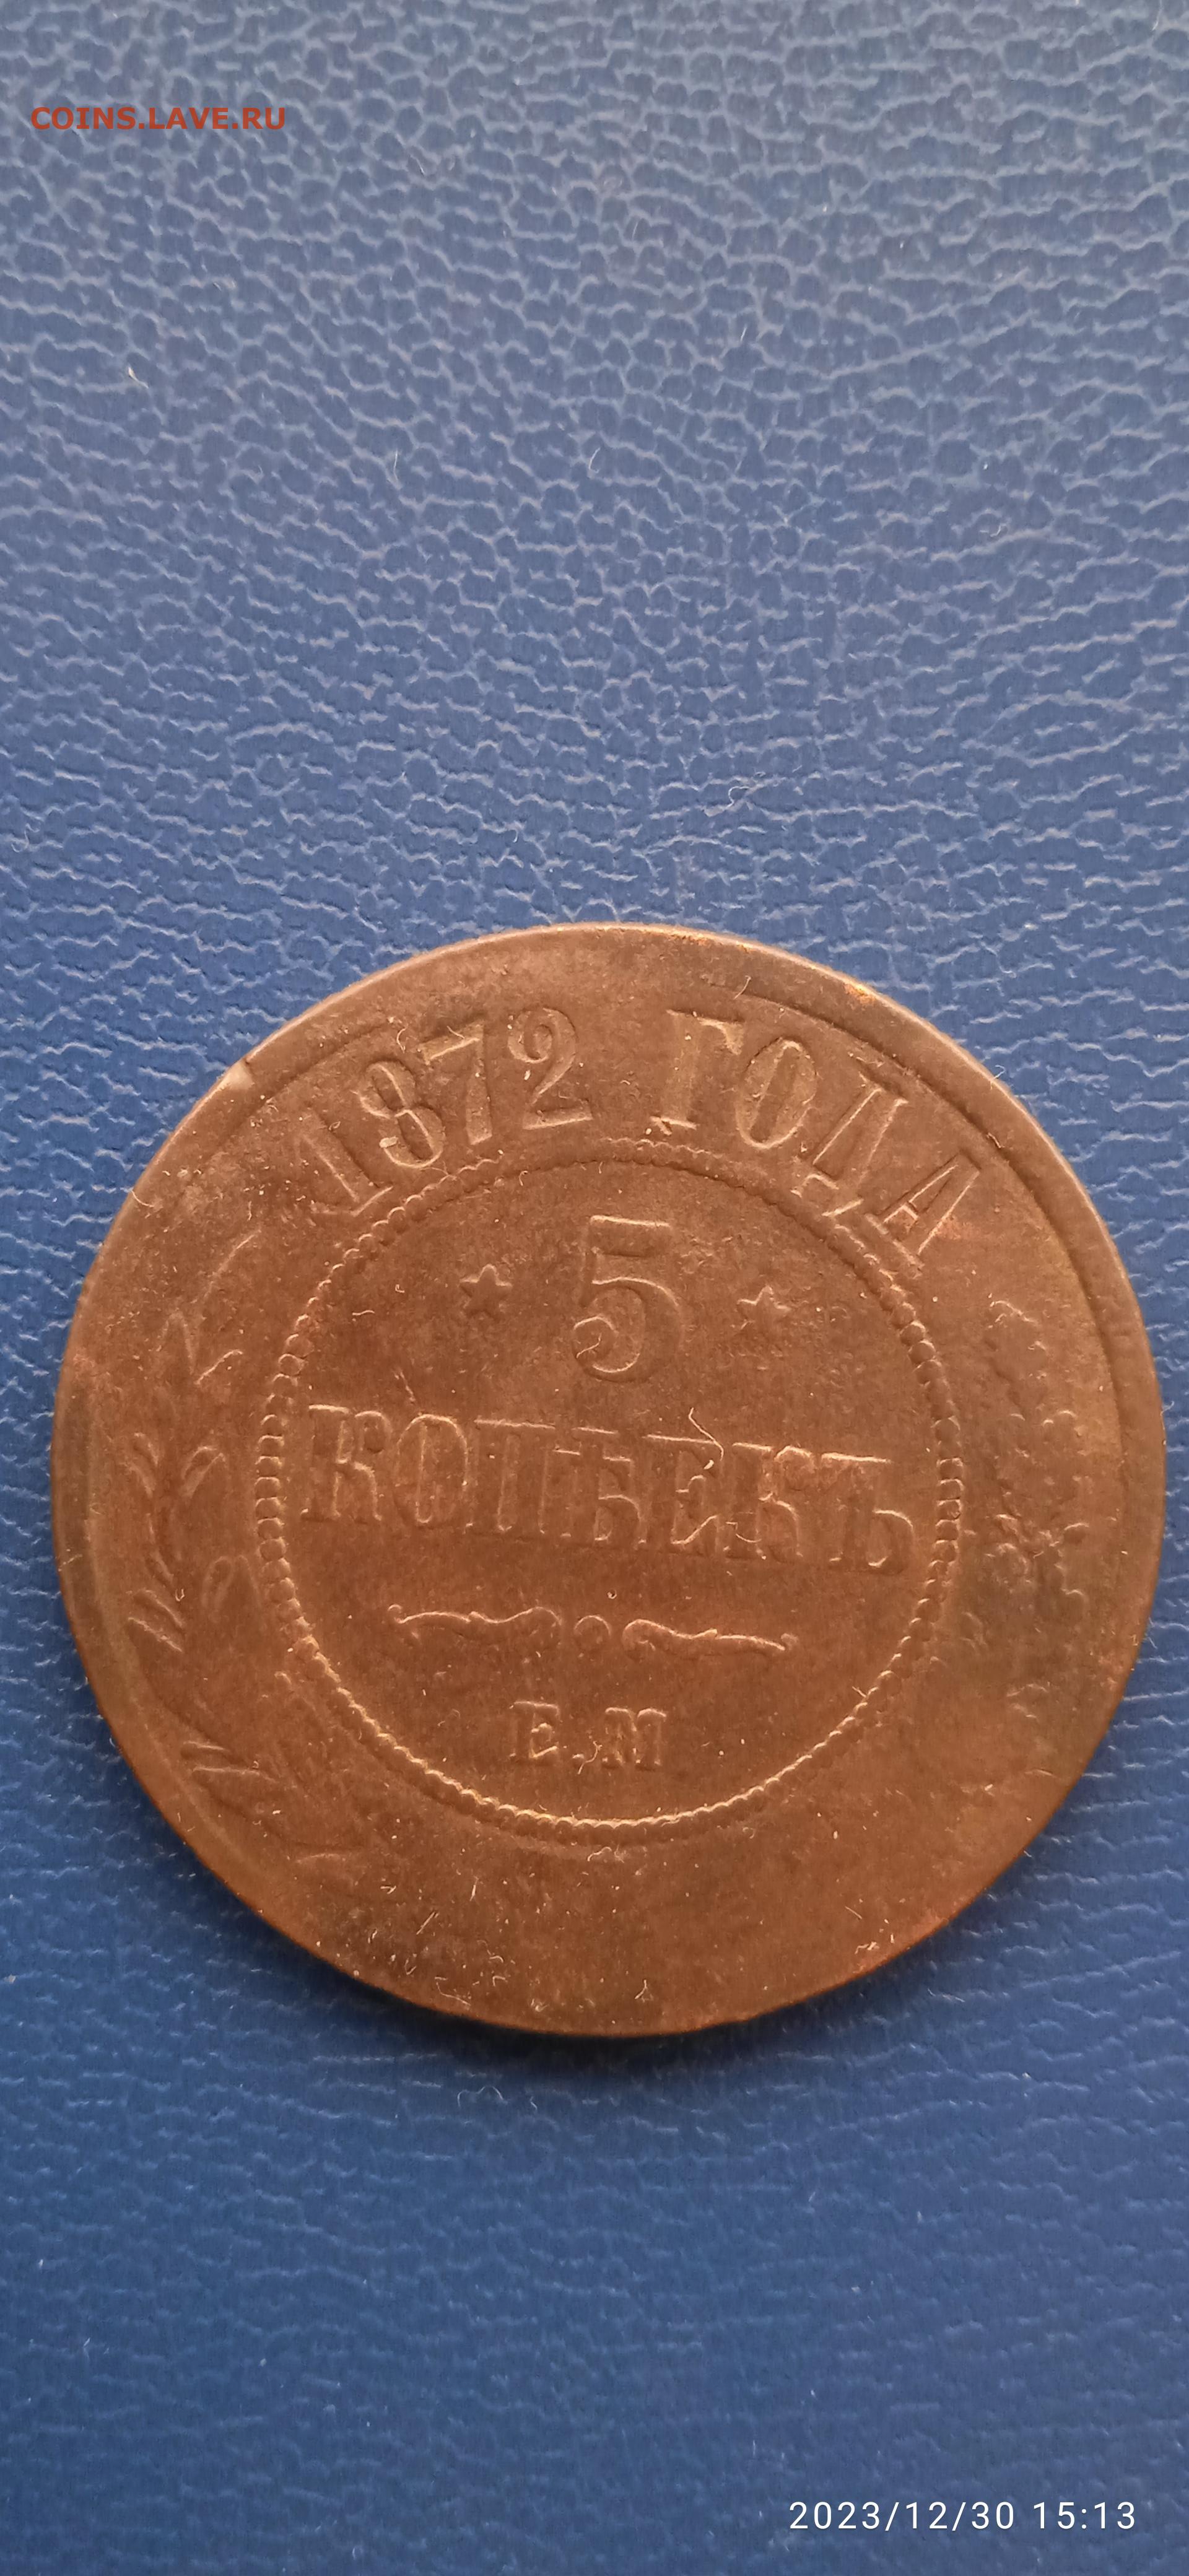 COINS.LAVE.RU
1872 ГОДА
5
КОПѢЕКЪ
Е.М
2023/12/30 15:13